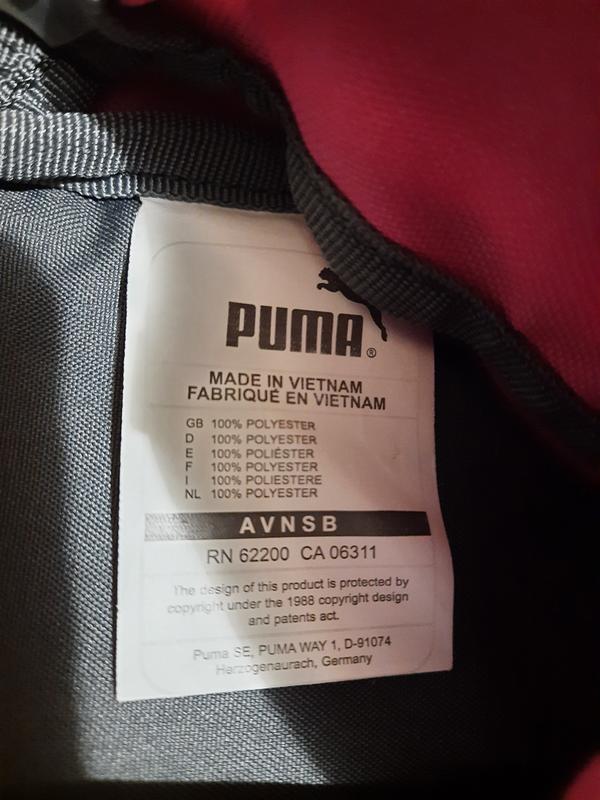 PUMA®
MADE IN VIETNAM
FABRIQUÉ EN VIETNAM
GB 100% POLYESTER
D 100% POLYESTER
E 100% POLIÉSTER
F 100% POLYESTER
I 100% POLIESTERE
NL 100% POLYESTER
AVNSB
RN 62200 CA 06311
The design of this product is protected by
copyright under the 1988 copyright design
and patents act.
Puma SE, PUMA WAY 1, D-91074
Herzogenaurach, Germany